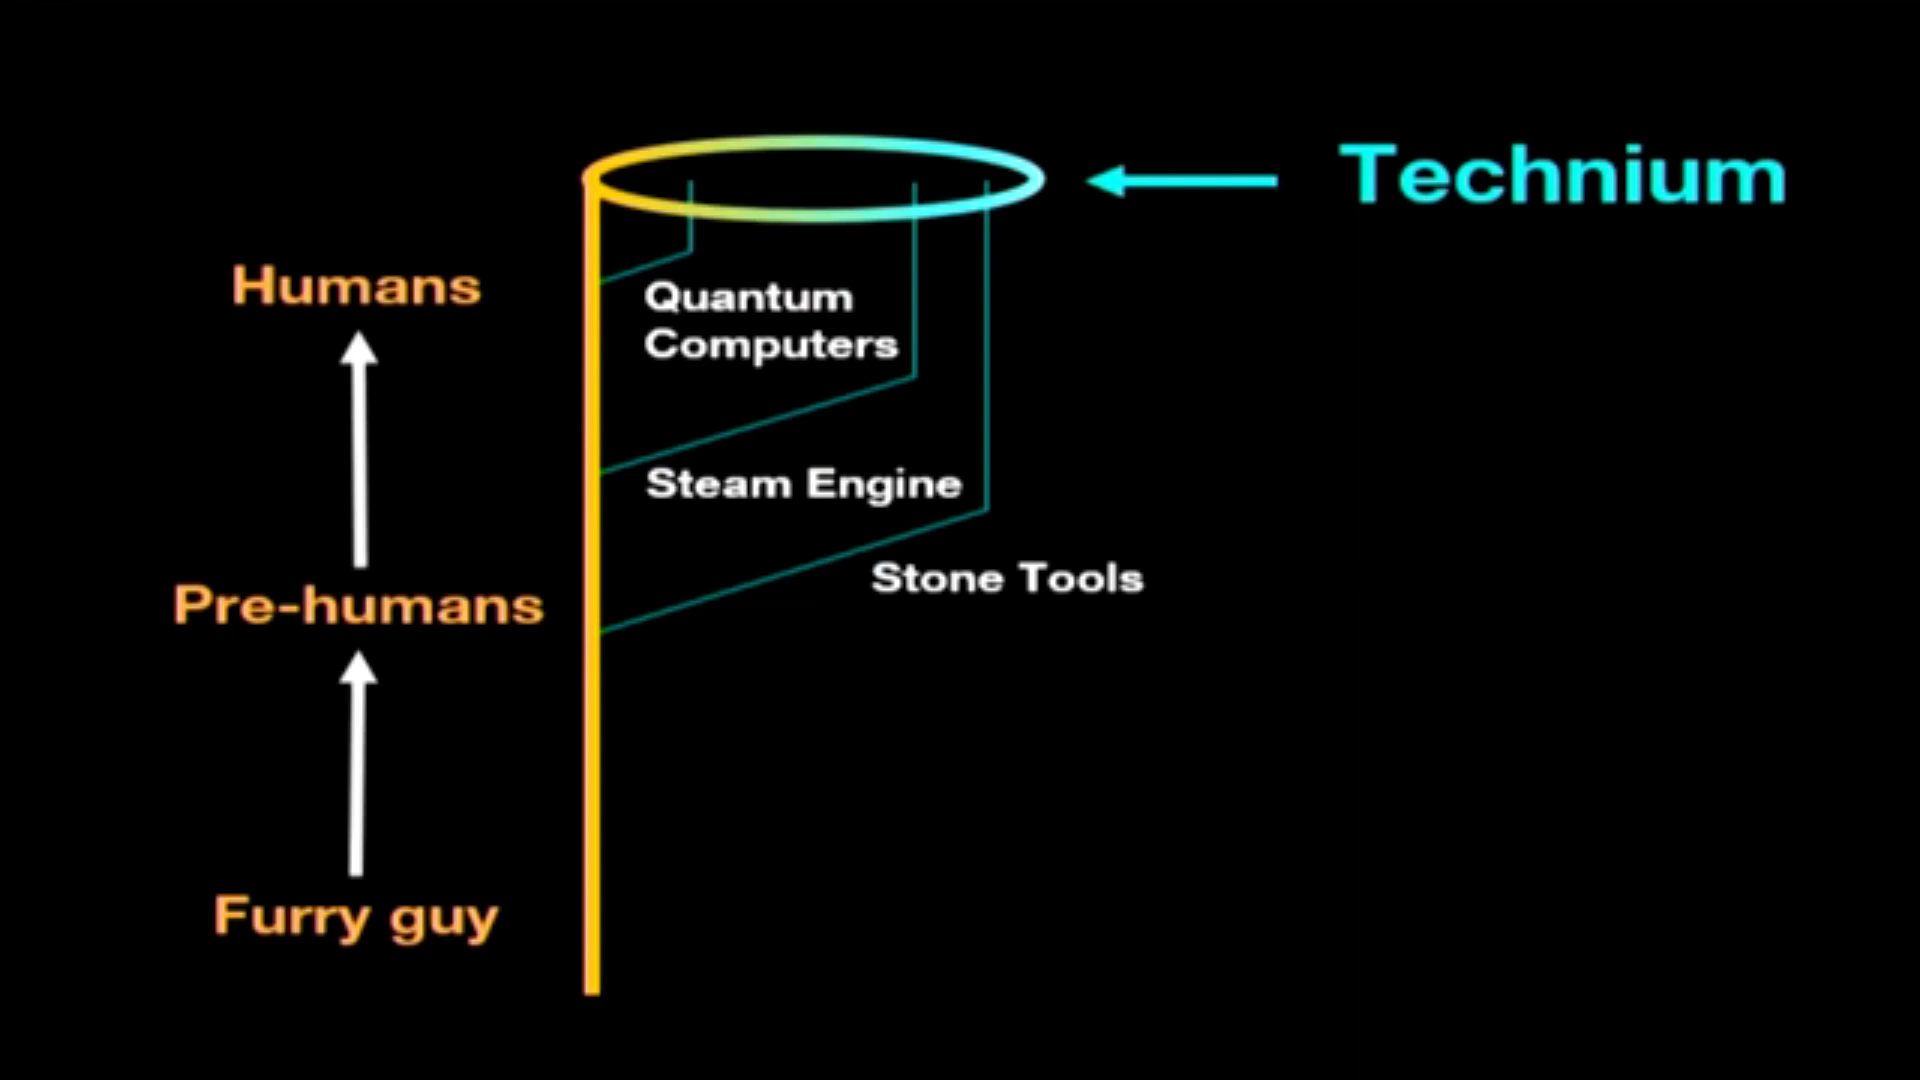 Technium
Humans
Quantum
Computers
Steam Engine
Stone Tools
Pre-humans
Furry guy